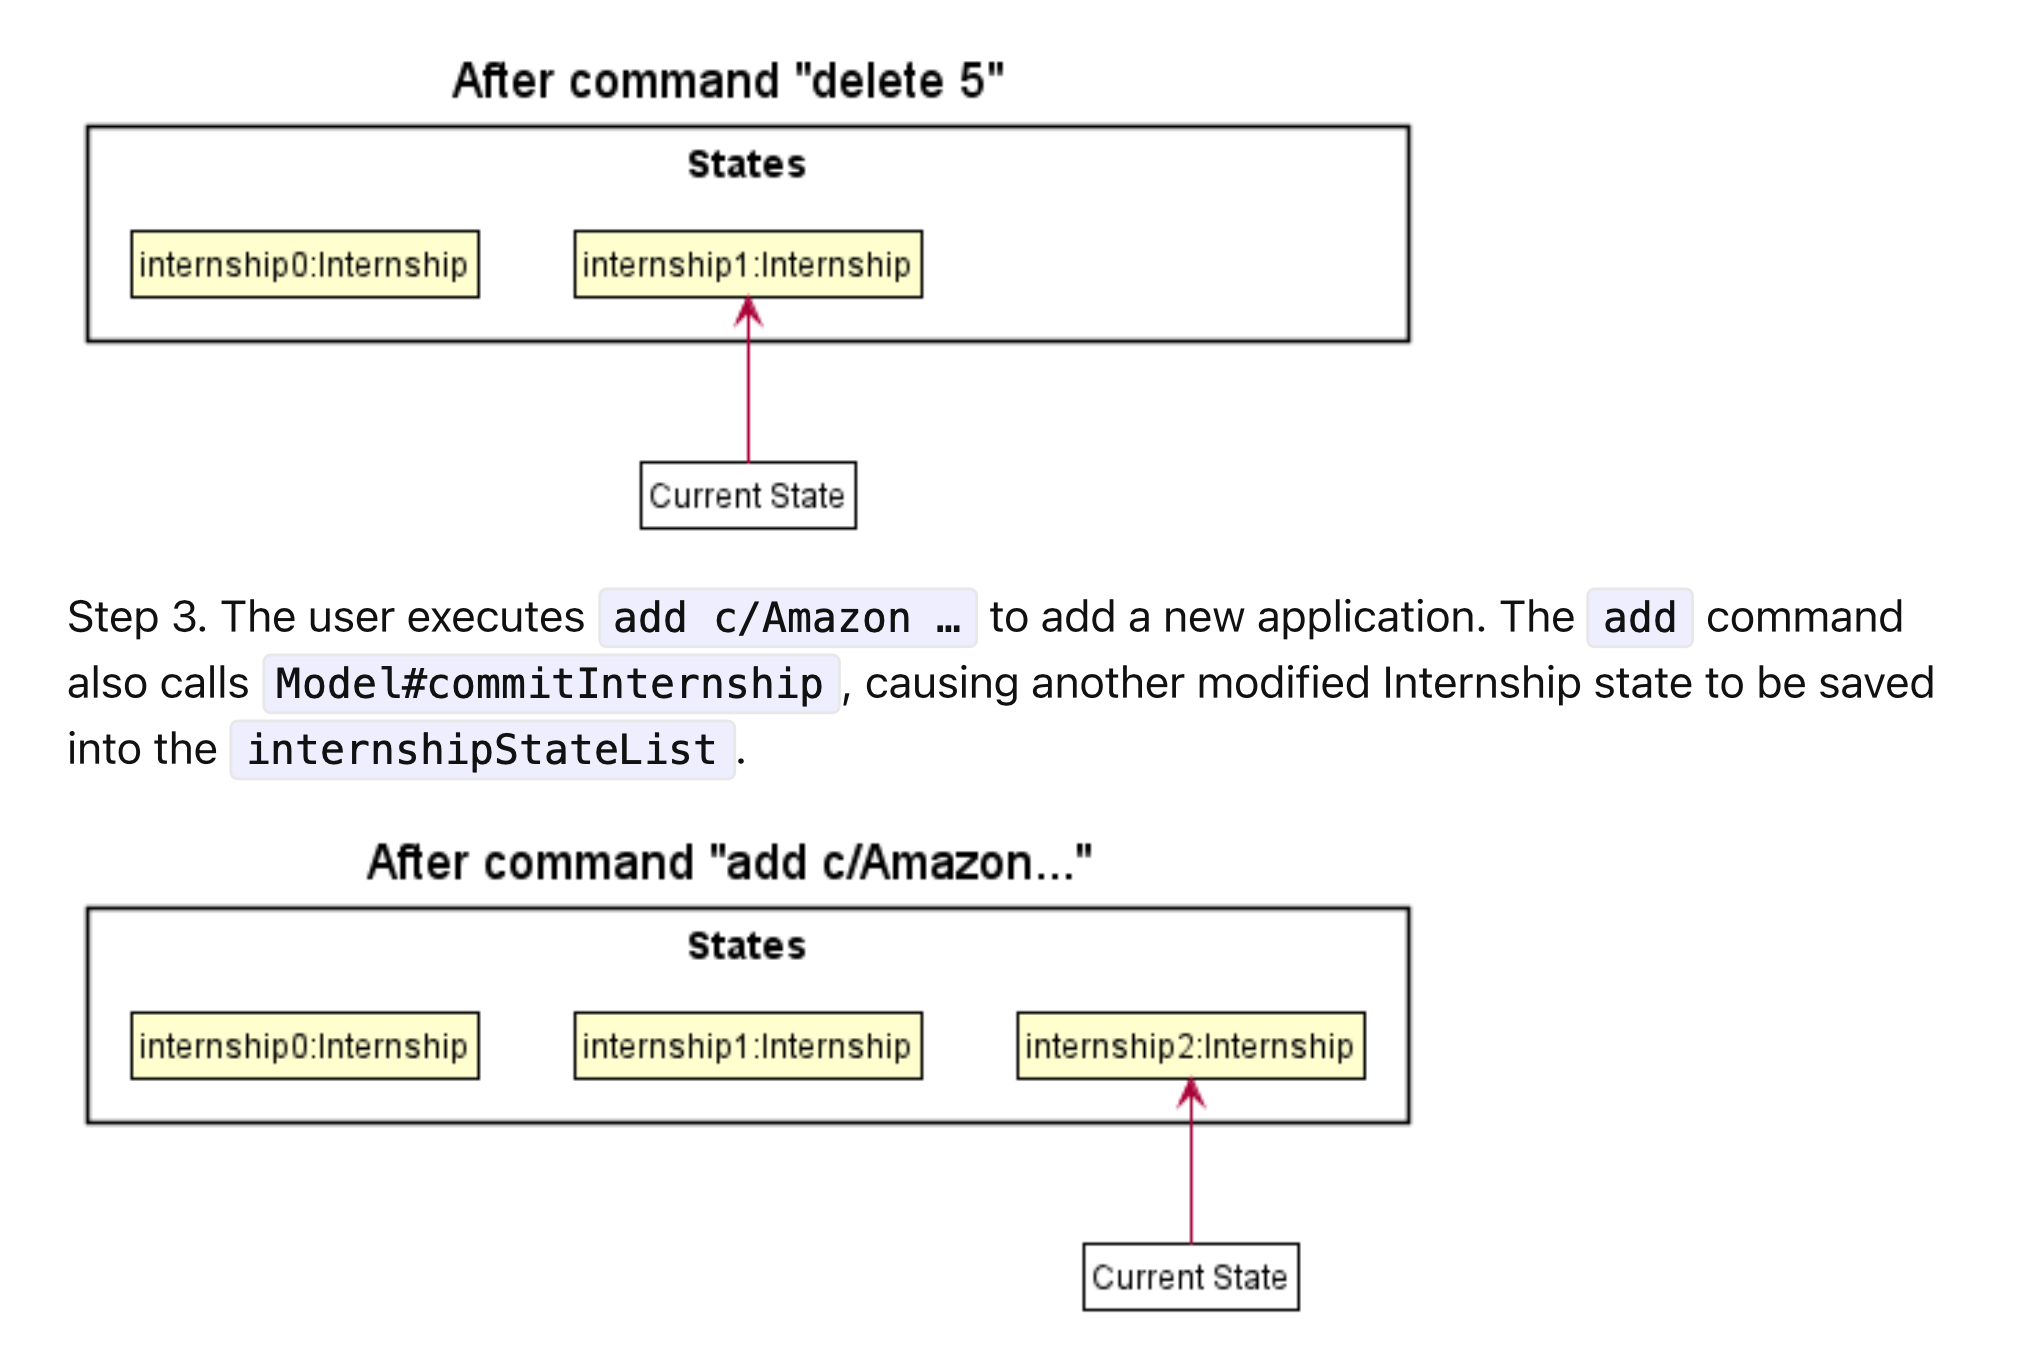 After command "delete 5"
States
internship0:Internship
internship1:Internship
Current State
Step 3. The user executes add c/Amazon … to add a new application. The add command
also calls Model#commitInternship, causing another modified Internship state to be saved
into the internshipStateList.
After command "add c/Amazon..."
States
internship0:Internship
internship1:Internship
internship2:Internship
Current State